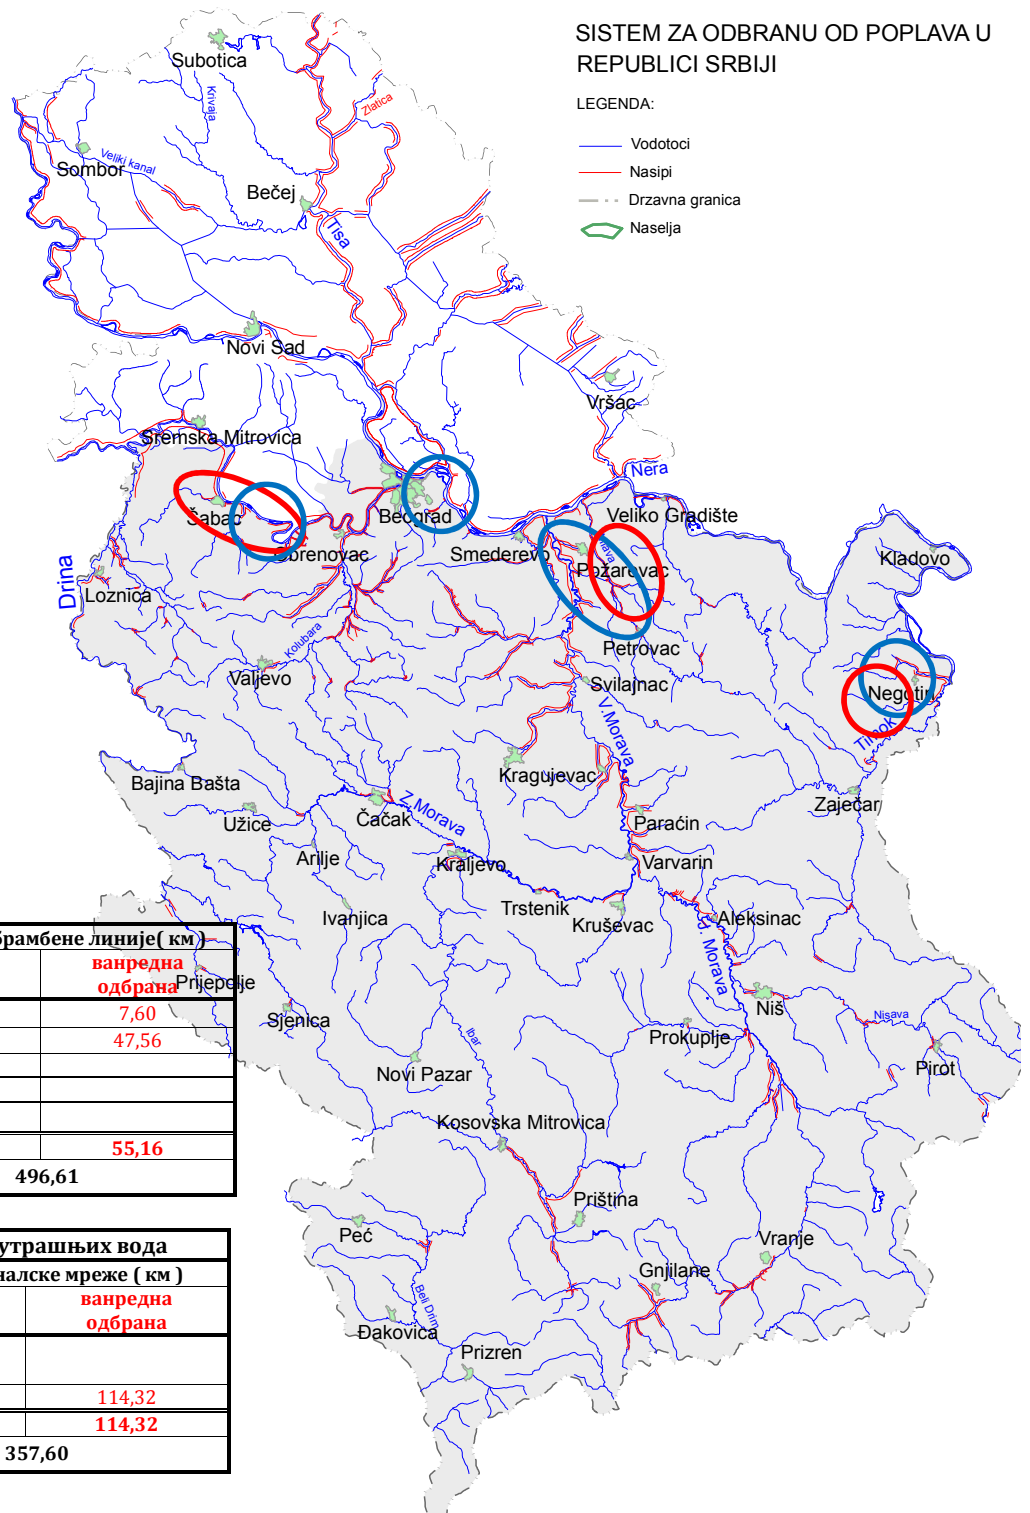 SISTEM ZA ODBRANU OD POPLAVA U
REPUBLICI SRBIJI
LEGENDA:
Vodotoci
Nasipi
Drzavna granica
Naselja
Subotica
Krivaja
Zlatica
Sombor
Veliki kanal
Bečej
Tisa
Novi Sad
Vršac
Sremska Mitrovica
Nera
Šabac
Beograd
Veliko Gradište
Obrenovac
Smederevo
Kladovo
Požarevac
Drina
Loznica
Kolubara
Petrovac
Valjevo
Svilajnac
Negotin
V.Morava
Timok
Bajina Bašta
Kragujevac
Zaječar
Užice
Čačak
Z.Morava
Paraćin
Arilje
Kraljevo
Varvarin
Ivanjica
Trstenik
Kruševac
Aleksinac
J. Morava
брамбене линије( км )
ванредна
одбрана
Prijepolje
7,60
47,56
Sjenica
Ibar
Niš
Nisava
Prokuplje
Novi Pazar
Pirot
Kosovska Mitrovica
55,16
496,61
Priština
Peć
Vranje
утрашњих вода
налске мреже ( км )
ванредна
одбрана
Gnjilane
Beli Drim
Đakovica
Prizren
114,32
114,32
357,60